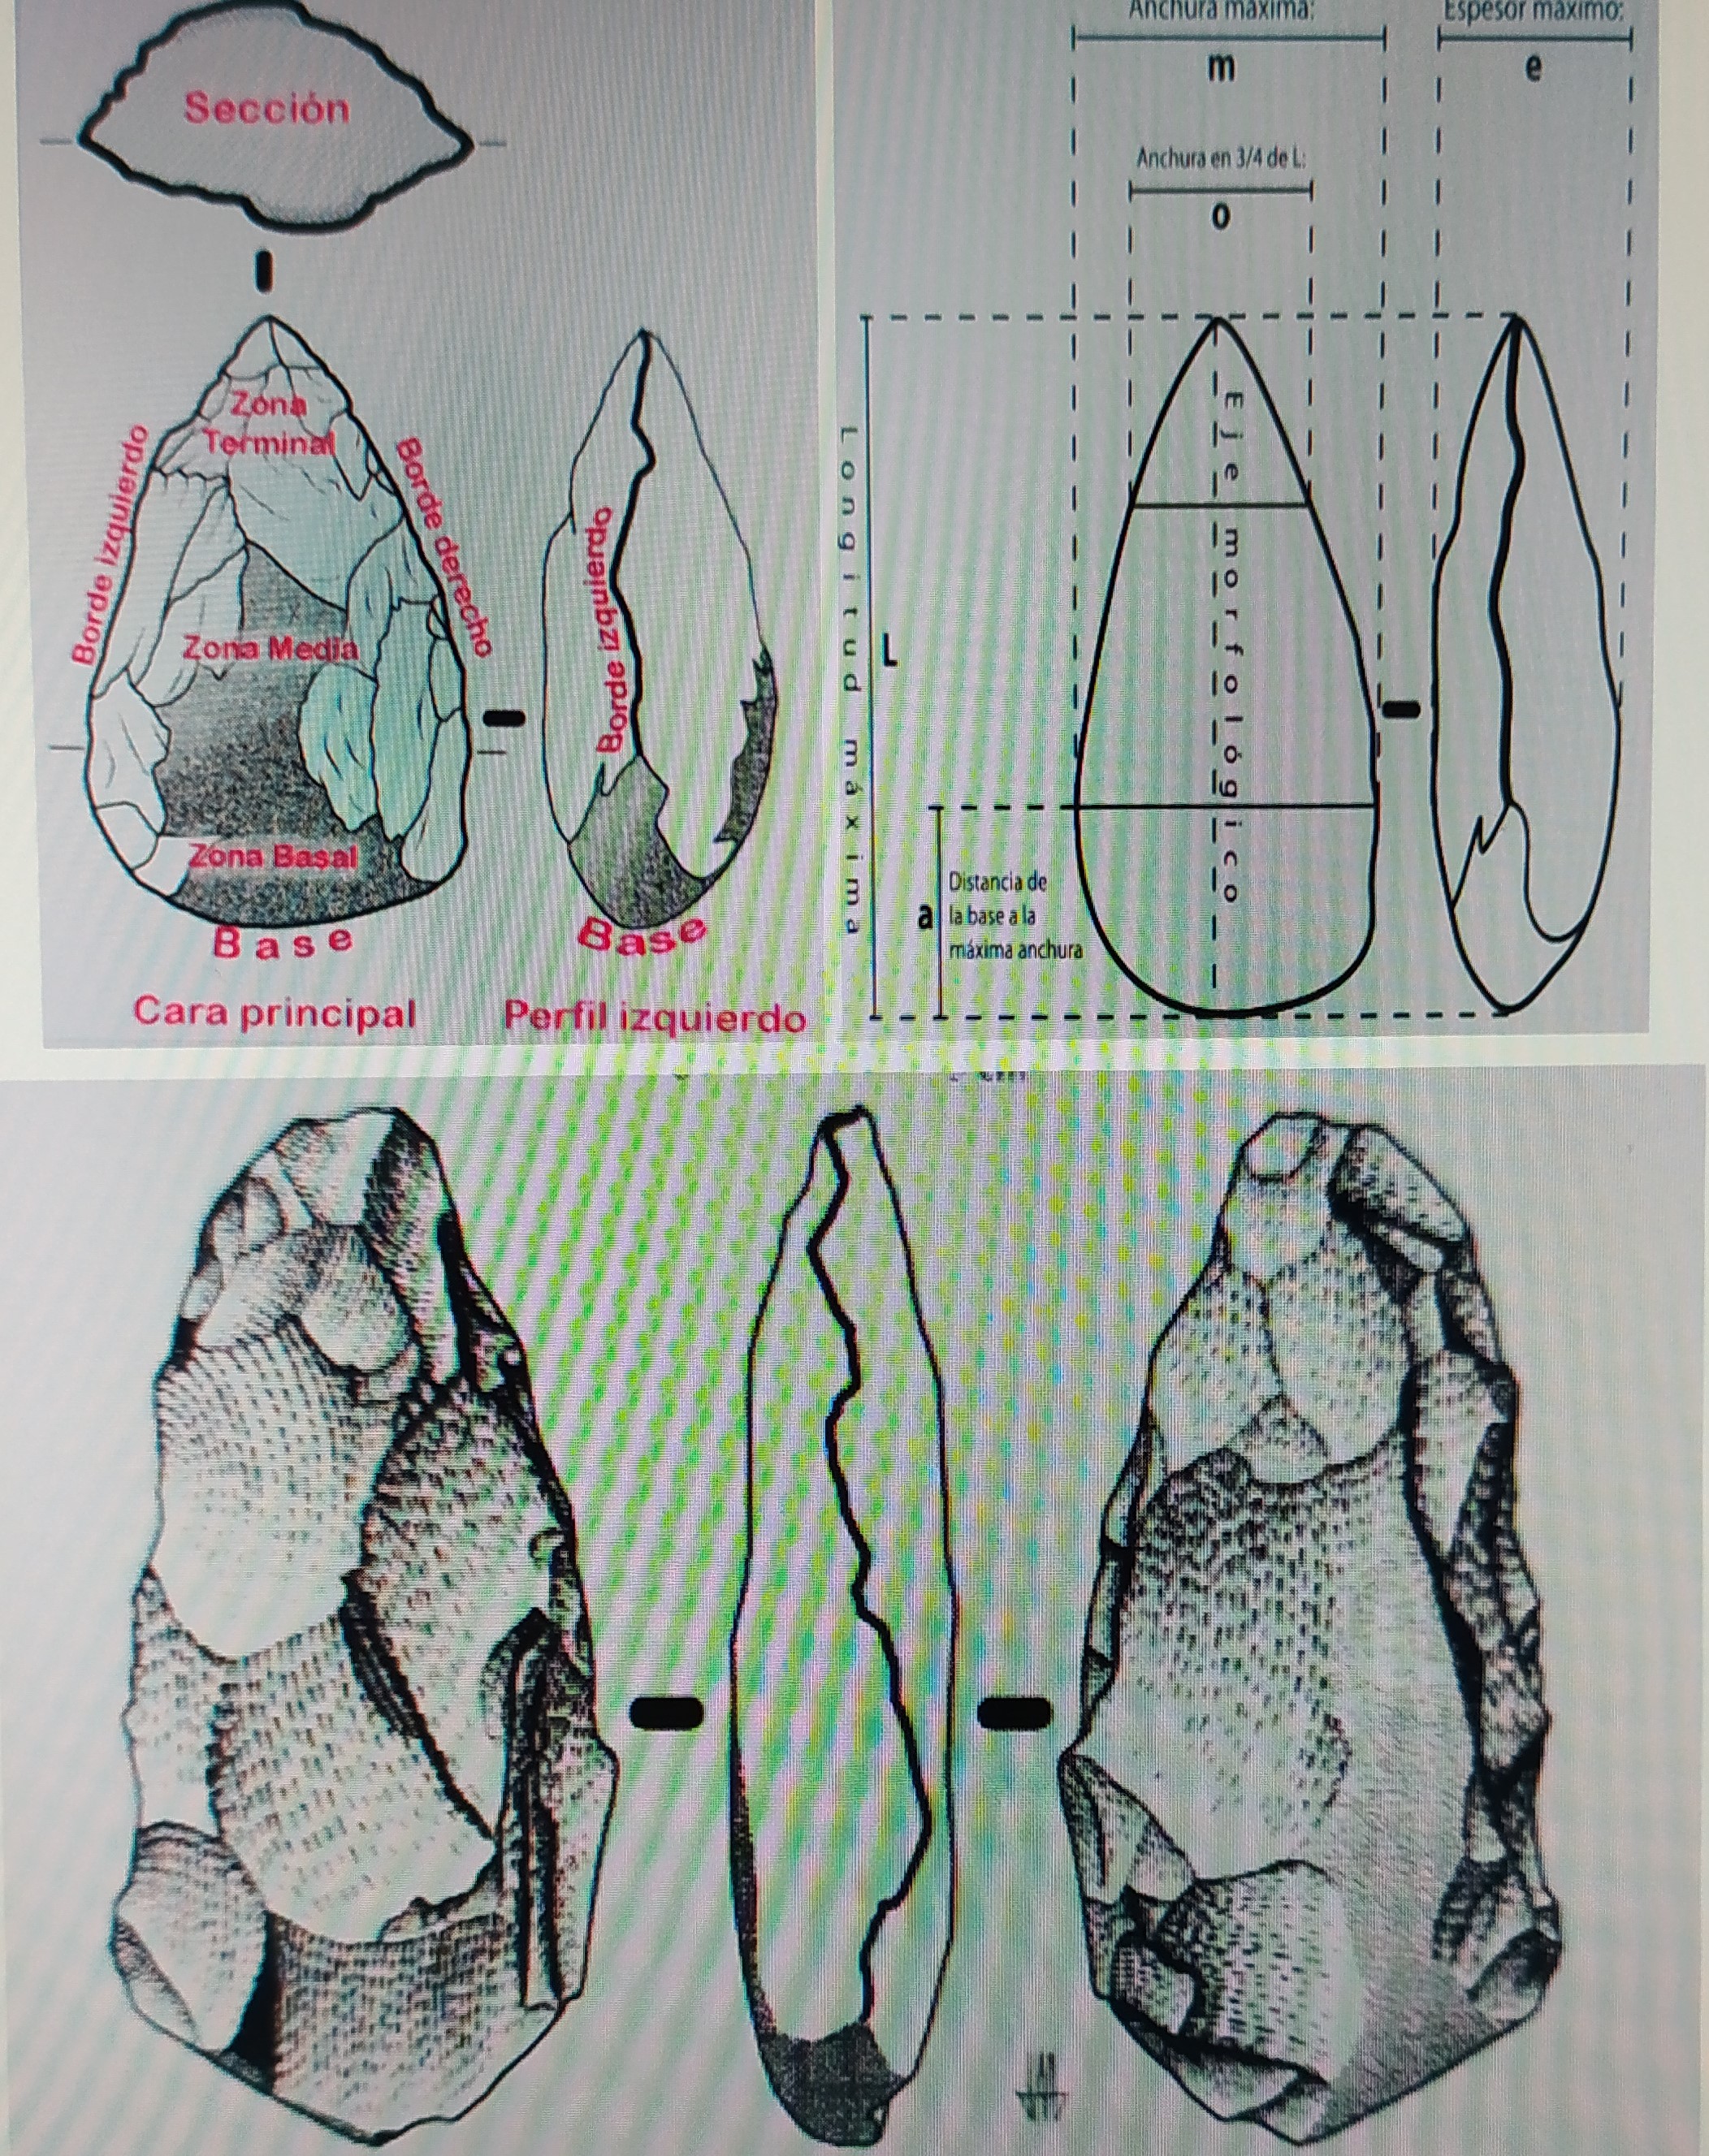 Sección
Zona
Terminal
Borde izquierdo
Borde derecho
Zona Media
Zona Basal
Base
Cara principal
Borde izquierdo
Base
Perfil izquierdo
Anchura máxima:
m
Espesor máximo:
e
Anchura en 3/4 de L:
o
Longitud máxima
L
Eje morfológico
a
Distancia de
la base a la
máxima anchura